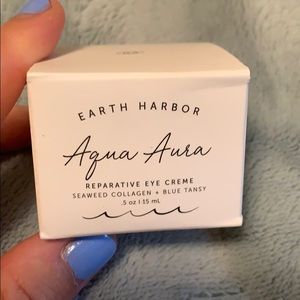 EARTH HARBOR
Aqua Aura
REPARATIVE EYE CREME
SEAWEED COLLAGEN + BLUE TANSY
.5 oz | 15 mL